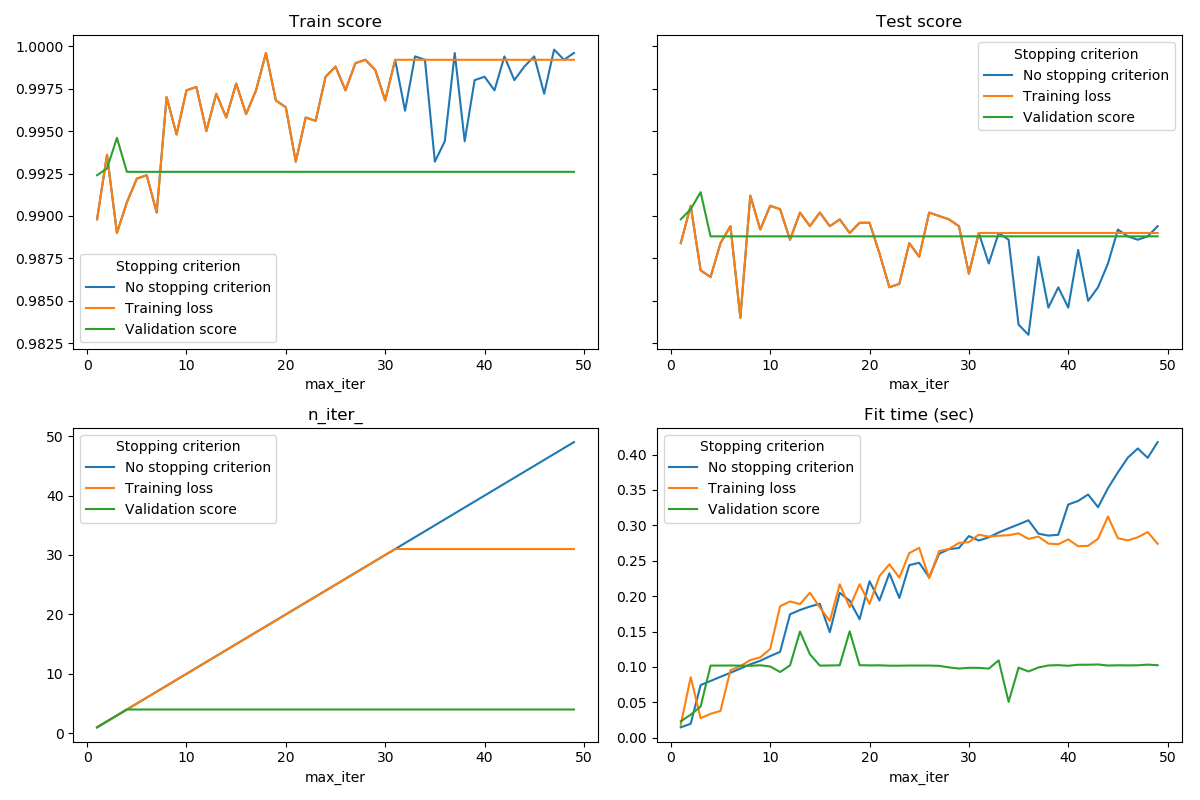 Train score
1.0000
0.9975
0.9950
0.9925
0.9900
0.9875
0.9850
0.9825
Stopping criterion
No stopping criterion
Training loss
Validation score
0 10 20 30 40 50
max_iter
Test score
Stopping criterion
No stopping criterion
Training loss
Validation score
0 10 20 30 40 50
max_iter
n_iter_
50
40
30
20
10
0
Stopping criterion
No stopping criterion
Training loss
Validation score
0 10 20 30 40 50
max_iter
Fit time (sec)
0.40
0.35
0.30
0.25
0.20
0.15
0.10
0.05
0.00
Stopping criterion
No stopping criterion
Training loss
Validation score
0 10 20 30 40 50
max_iter